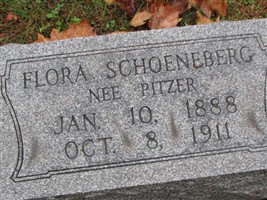 FLORA SCHOENEBERG
NEE PITZER
JAN. 10, 1888
OCT. 8, 1911